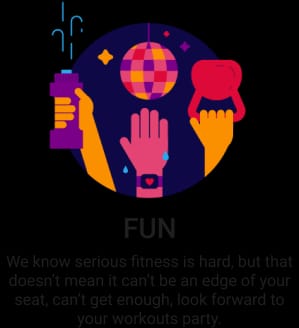 FUN
We know serious fitness is hard, but that
doesn't mean it can't be an edge of your
seat, can't get enough, look forward to
your workouts party.